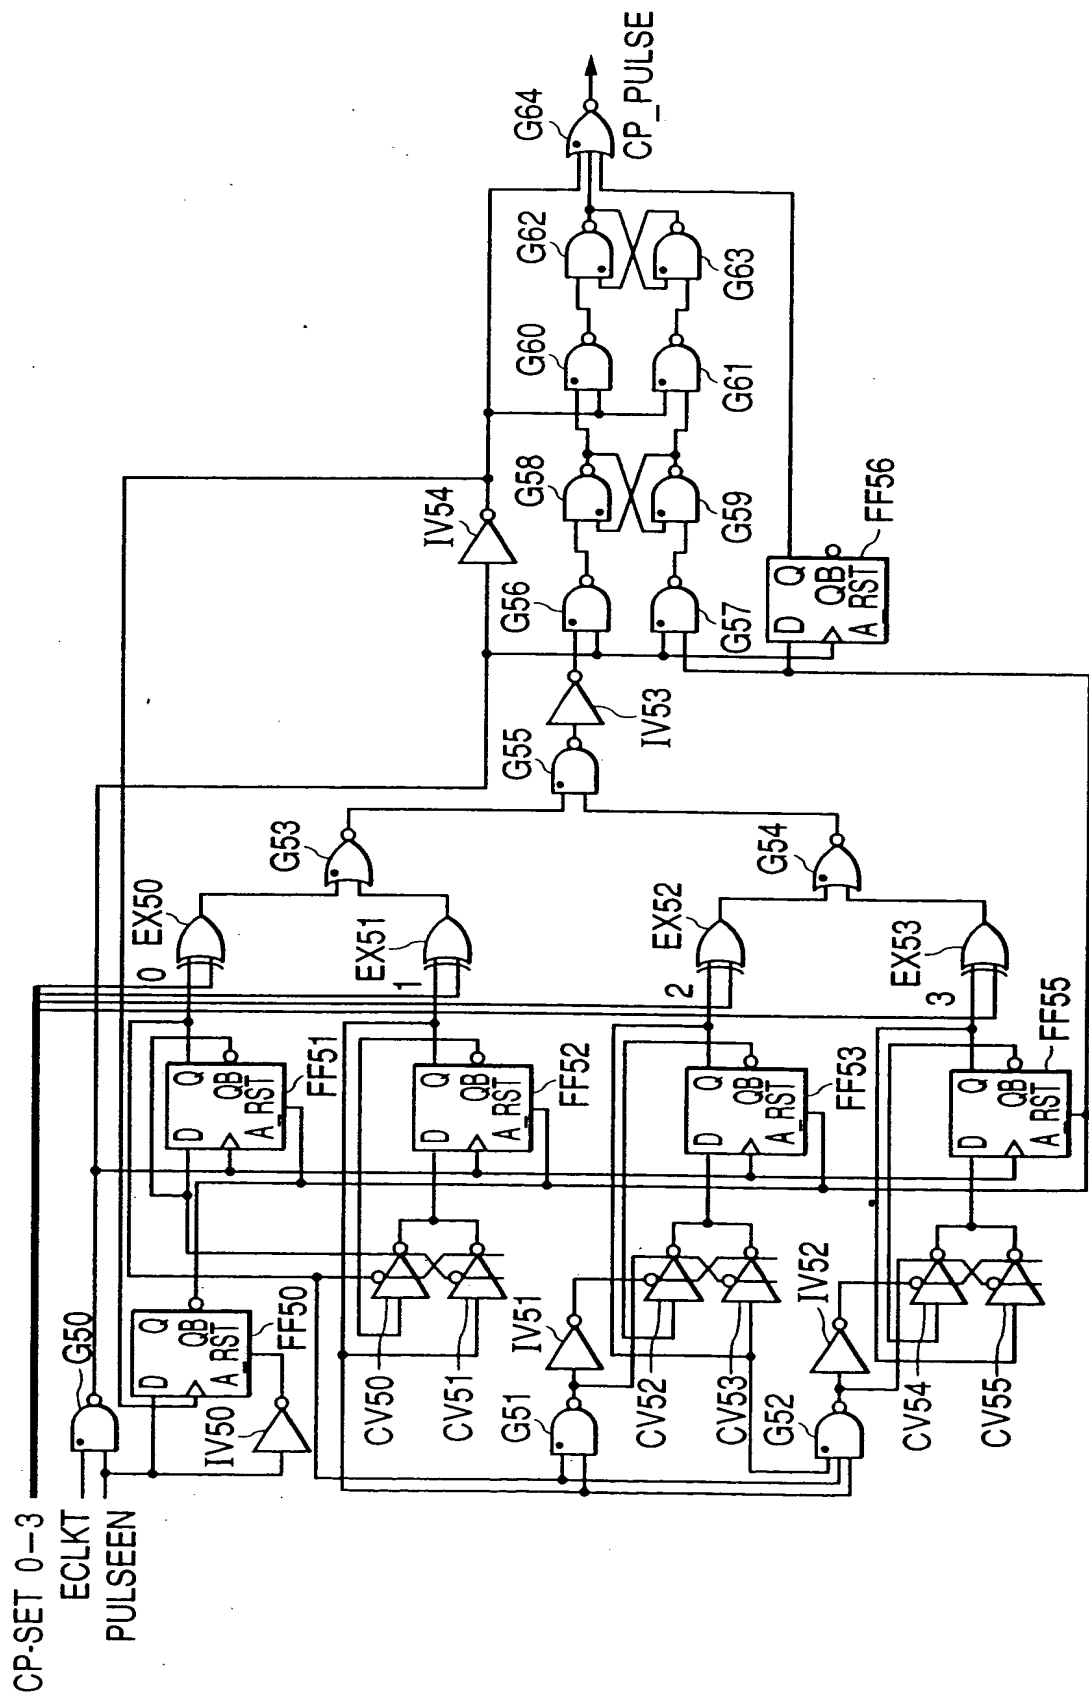 CP-SET 0-3
ECLKT
PULSEEN
G50
D Q
QB
A RST
FF50
IV50
D Q
QB
A RST
FF51
0
EX50
G53
CV50
CV51
D Q
QB
A RST
FF52
1
EX51
G51
IV51
CV52
CV53
D Q
QB
A RST
FF53
2
EX52
G54
G52
IV52
CV54
CV55
D Q
QB
A RST
FF55
3
EX53
G55
IV53
IV54
G56
G57
G58
G59
G60
G61
G62
G63
D Q
QB
A RST
FF56
G64
CP_PULSE